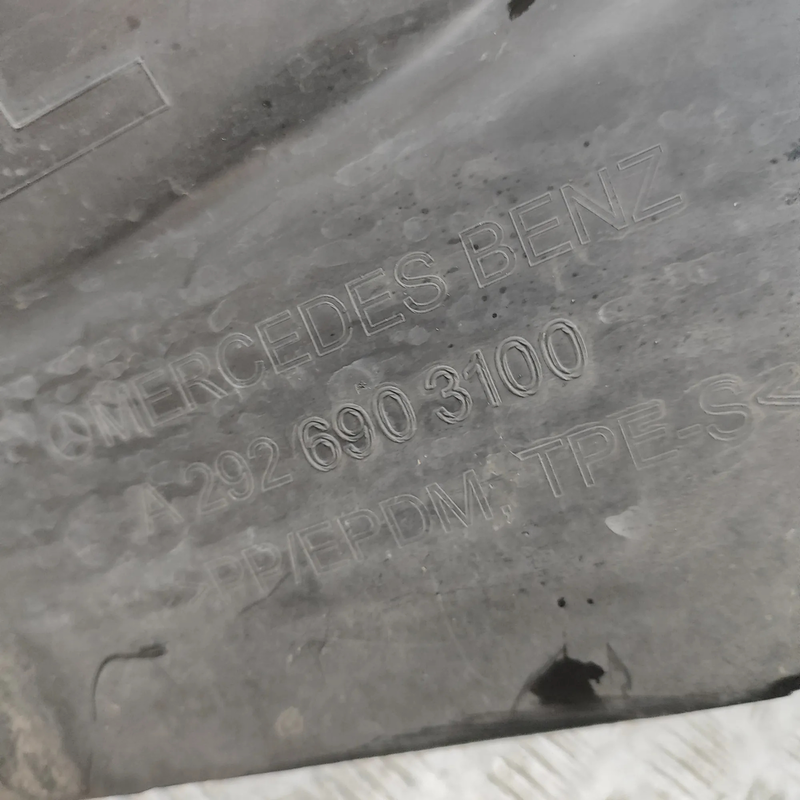 MERCEDES BENZ
A 292 690 3100
>PP/EPDM, TPE-S<